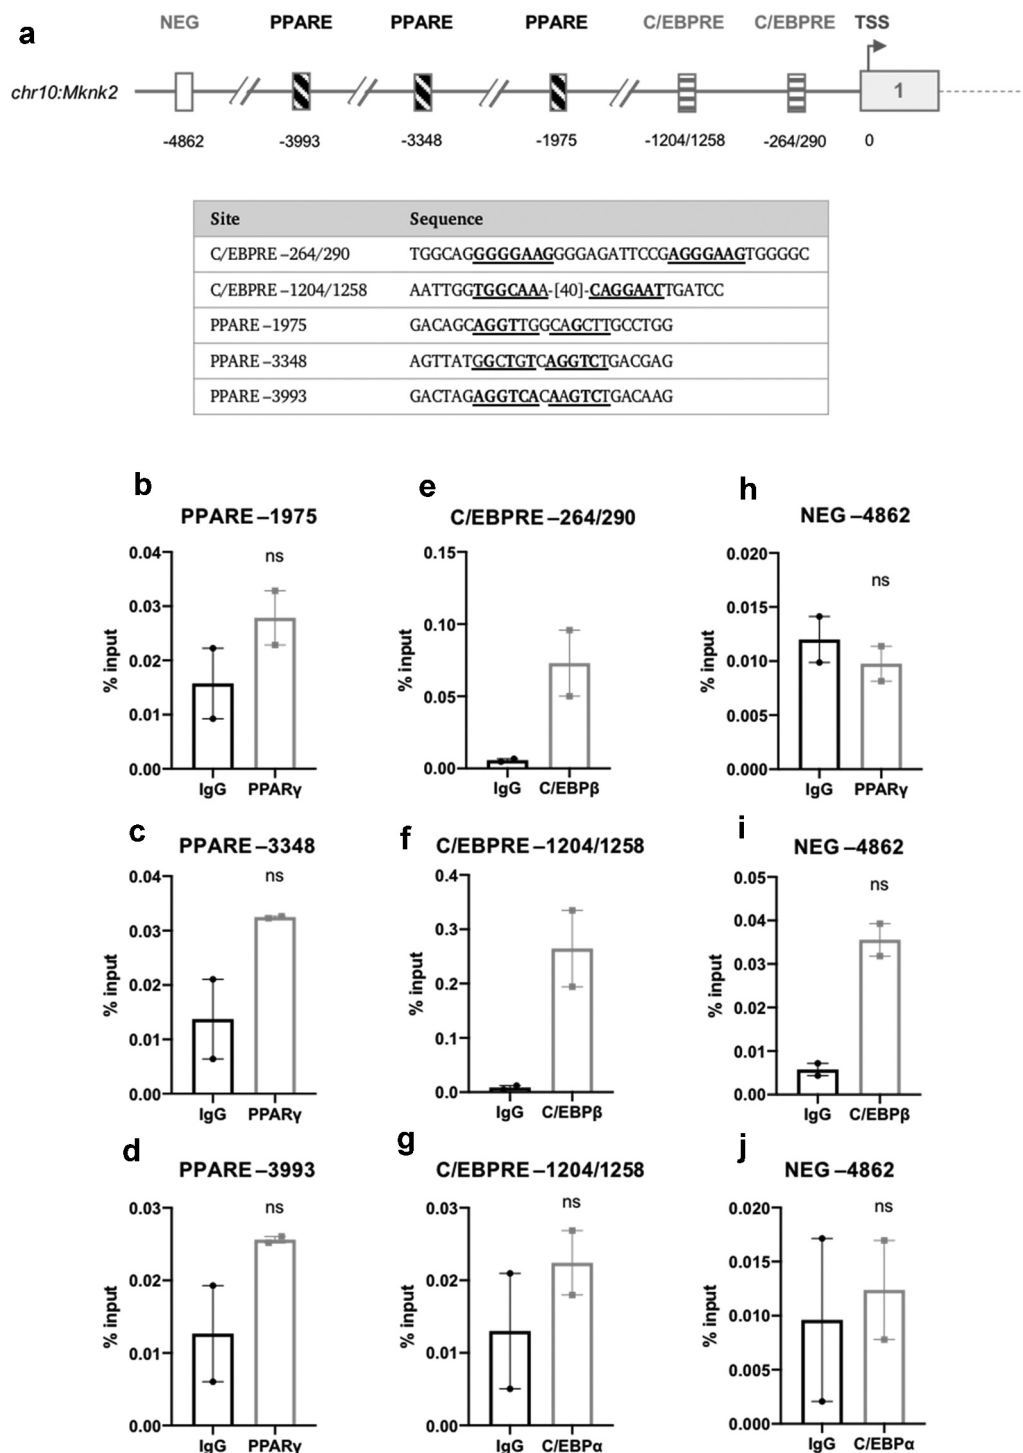 a
NEG PPARE PPARE PPARE C/EBPRE C/EBPRE TSS
chr10:Mknk2
1
-4862 -3993 -3348 -1975 -1204/1258 -264/290 0
Site Sequence
C/EBPRE –264/290 TGGCAGGGGGAAGGGGAGATTCCGAGGGAAGTGGGGC
C/EBPRE –1204/1258 AATTGGTGGCAAA-[40]-CAGGAATTGATCC
PPARE –1975 GACAGCAGGTTGGCAGCTTGCCTGG
PPARE –3348 AGTTATGGCTGTCAGGTCTGACGAG
PPARE –3993 GACTAGAGGTCACAAGTCTGACAAG
b
PPARE –1975
ns
% input
0.04
0.03
0.02
0.01
0.00
IgG PPARγ
e
C/EBPRE –264/290
% input
0.15
0.10
0.05
0.00
IgG C/EBPβ
h
NEG –4862
ns
% input
0.020
0.015
0.010
0.005
0.000
IgG PPARγ
c
PPARE –3348
ns
% input
0.04
0.03
0.02
0.01
0.00
IgG PPARγ
f
C/EBPRE –1204/1258
% input
0.4
0.3
0.2
0.1
0.0
IgG C/EBPβ
i
NEG –4862
ns
% input
0.05
0.04
0.03
0.02
0.01
0.00
IgG C/EBPβ
d
PPARE –3993
ns
% input
0.03
0.02
0.01
0.00
IgG PPARγ
g
C/EBPRE –1204/1258
ns
% input
0.03
0.02
0.01
0.00
IgG C/EBPα
j
NEG –4862
ns
% input
0.020
0.015
0.010
0.005
0.000
IgG C/EBPα